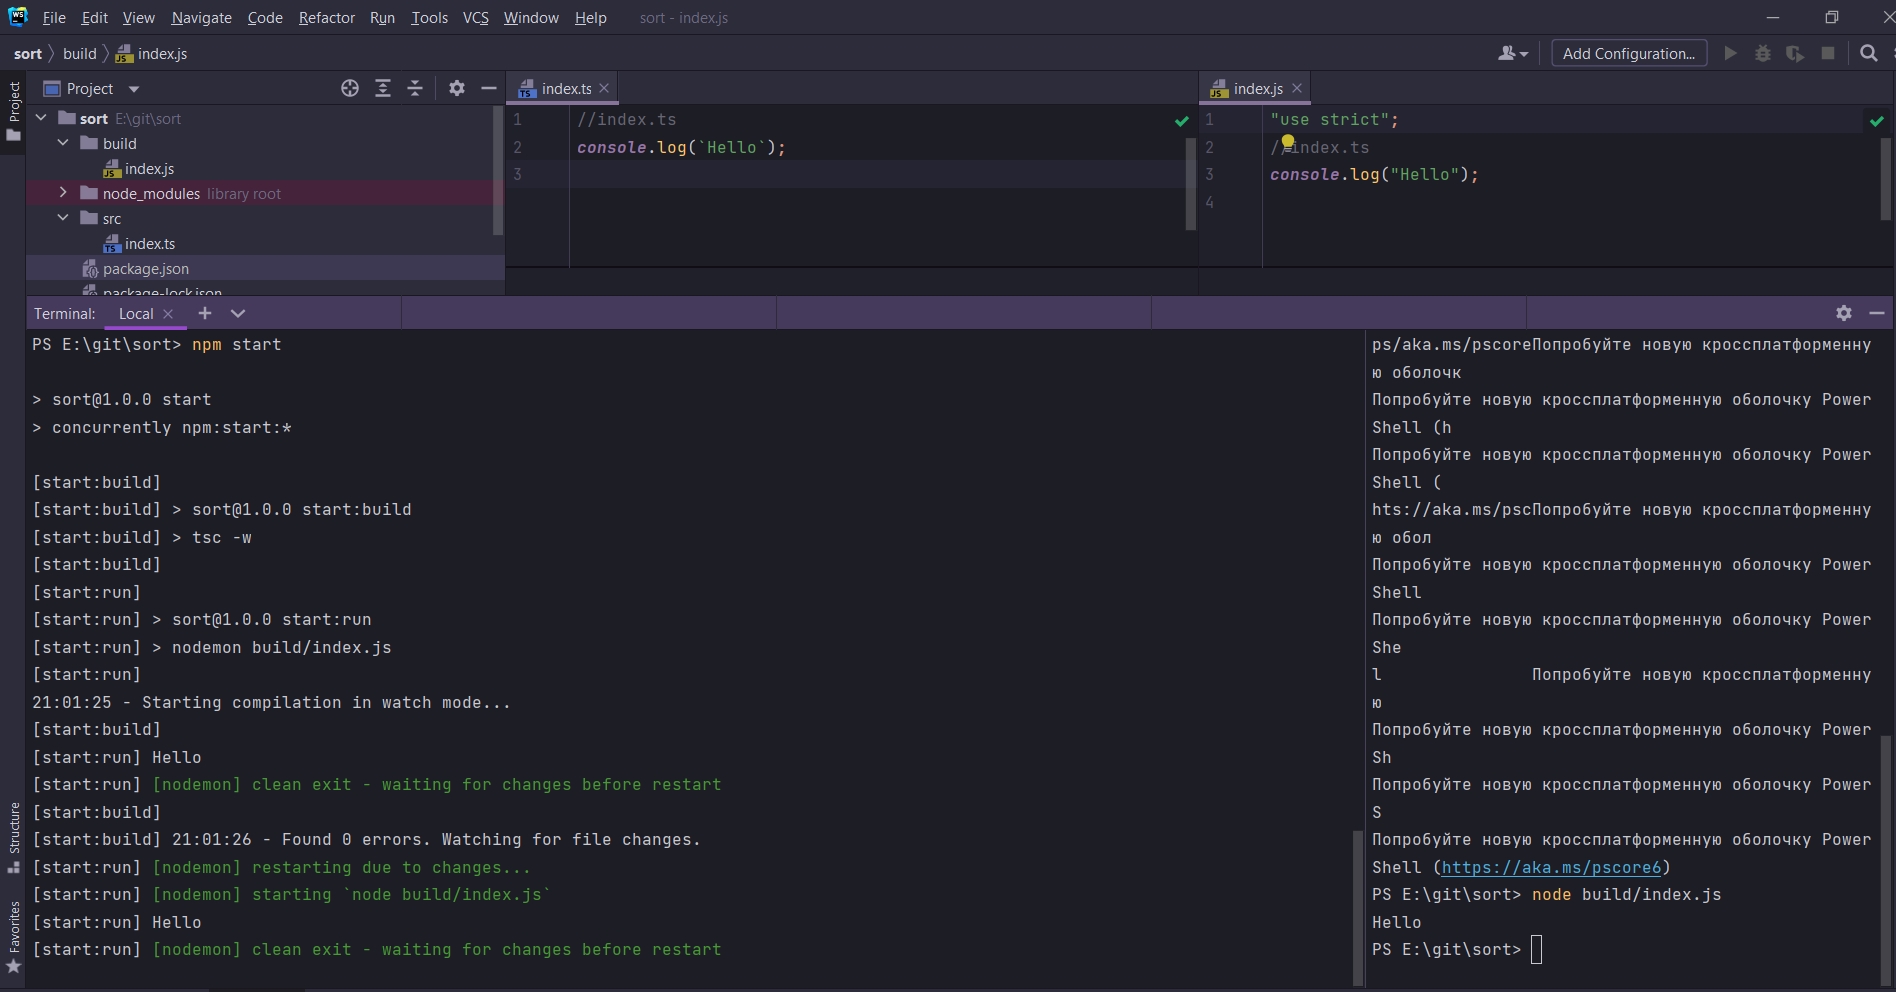 File Edit View Navigate Code Refactor Run Tools VCS Window Help sort - index.js
sort build index.js
Add Configuration...
Project
Project
sort E:\git\sort
build
index.js
node_modules library root
src
index.ts
package.json
package-lock.json
index.ts
1 //index.ts
2 console.log(`Hello`);
3
index.js
1 "use strict";
2 //index.ts
3 console.log("Hello");
4
Terminal: Local
PS E:\git\sort> npm start
> sort@1.0.0 start
> concurrently npm:start:*
[start:build]
[start:build] > sort@1.0.0 start:build
[start:build] > tsc -w
[start:build]
[start:run]
[start:run] > sort@1.0.0 start:run
[start:run] > nodemon build/index.js
[start:run]
21:01:25 - Starting compilation in watch mode...
[start:build]
[start:run] Hello
[start:run] [nodemon] clean exit - waiting for changes before restart
[start:build]
[start:build] 21:01:26 - Found 0 errors. Watching for file changes.
[start:run] [nodemon] restarting due to changes...
[start:run] [nodemon] starting `node build/index.js`
[start:run] Hello
[start:run] [nodemon] clean exit - waiting for changes before restart
ps/aka.ms/pscoreПопробуйте новую кроссплатформенну
ю оболочк
Попробуйте новую кроссплатформенную оболочку Power
Shell (h
Попробуйте новую кроссплатформенную оболочку Power
Shell (
hts://aka.ms/pscПопробуйте новую кроссплатформенну
ю обол
Попробуйте новую кроссплатформенную оболочку Power
Shell
Попробуйте новую кроссплатформенную оболочку Power
She
l Попробуйте новую кроссплатформенну
ю
Попробуйте новую кроссплатформенную оболочку Power
Sh
Попробуйте новую кроссплатформенную оболочку Power
S
Попробуйте новую кроссплатформенную оболочку Power
Shell (https://aka.ms/pscore6)
PS E:\git\sort> node build/index.js
Hello
PS E:\git\sort>
Structure
Favorites